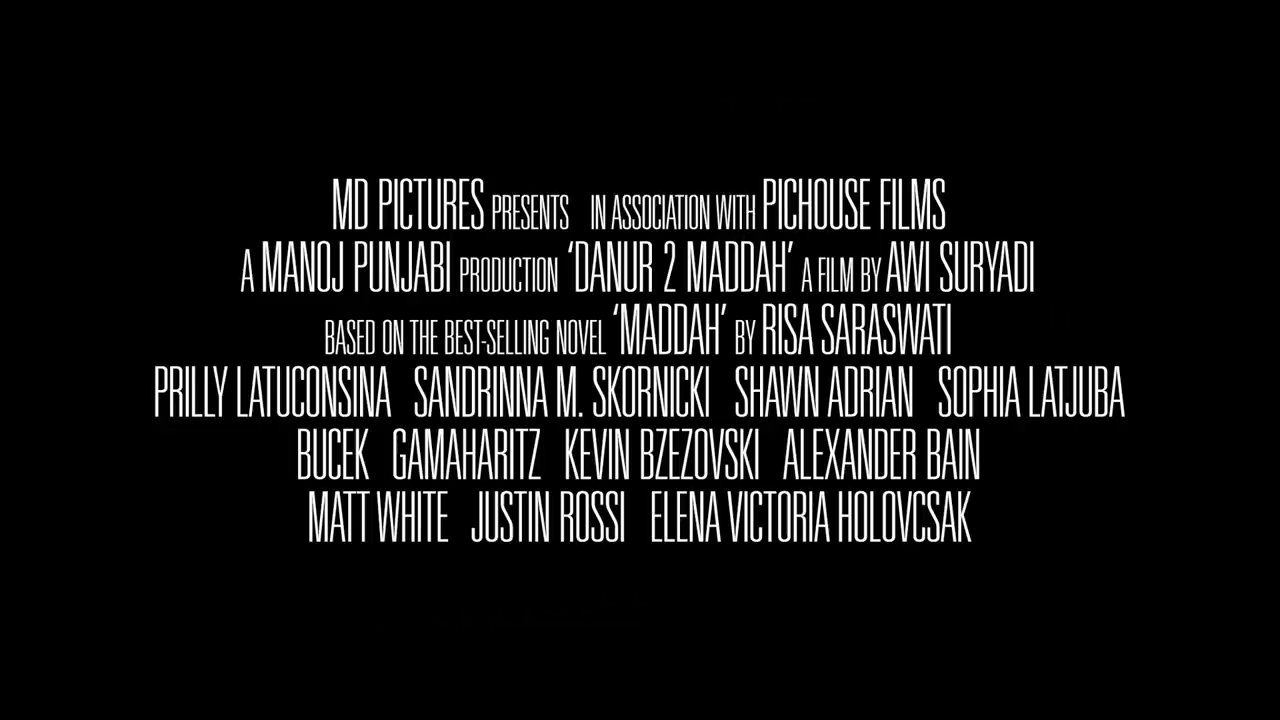 MD PICTURES PRESENTS IN ASSOCIATION WITH PICHOUSE FILMS
A MANOJ PUNJABI PRODUCTION ‘DANUR 2 MADDAH’ A FILM BY AWI SURYADI
BASED ON THE BEST-SELLING NOVEL ‘MADDAH’ BY RISA SARASWATI
PRILLY LATUCONSINA SANDRINNA M. SKORNICKI SHAWN ADRIAN SOPHIA LATJUBA
BUCEK GAMAHARITZ KEVIN BZEZOVSKI ALEXANDER BAIN
MATT WHITE JUSTIN ROSSI ELENA VICTORIA HOLOVCSAK